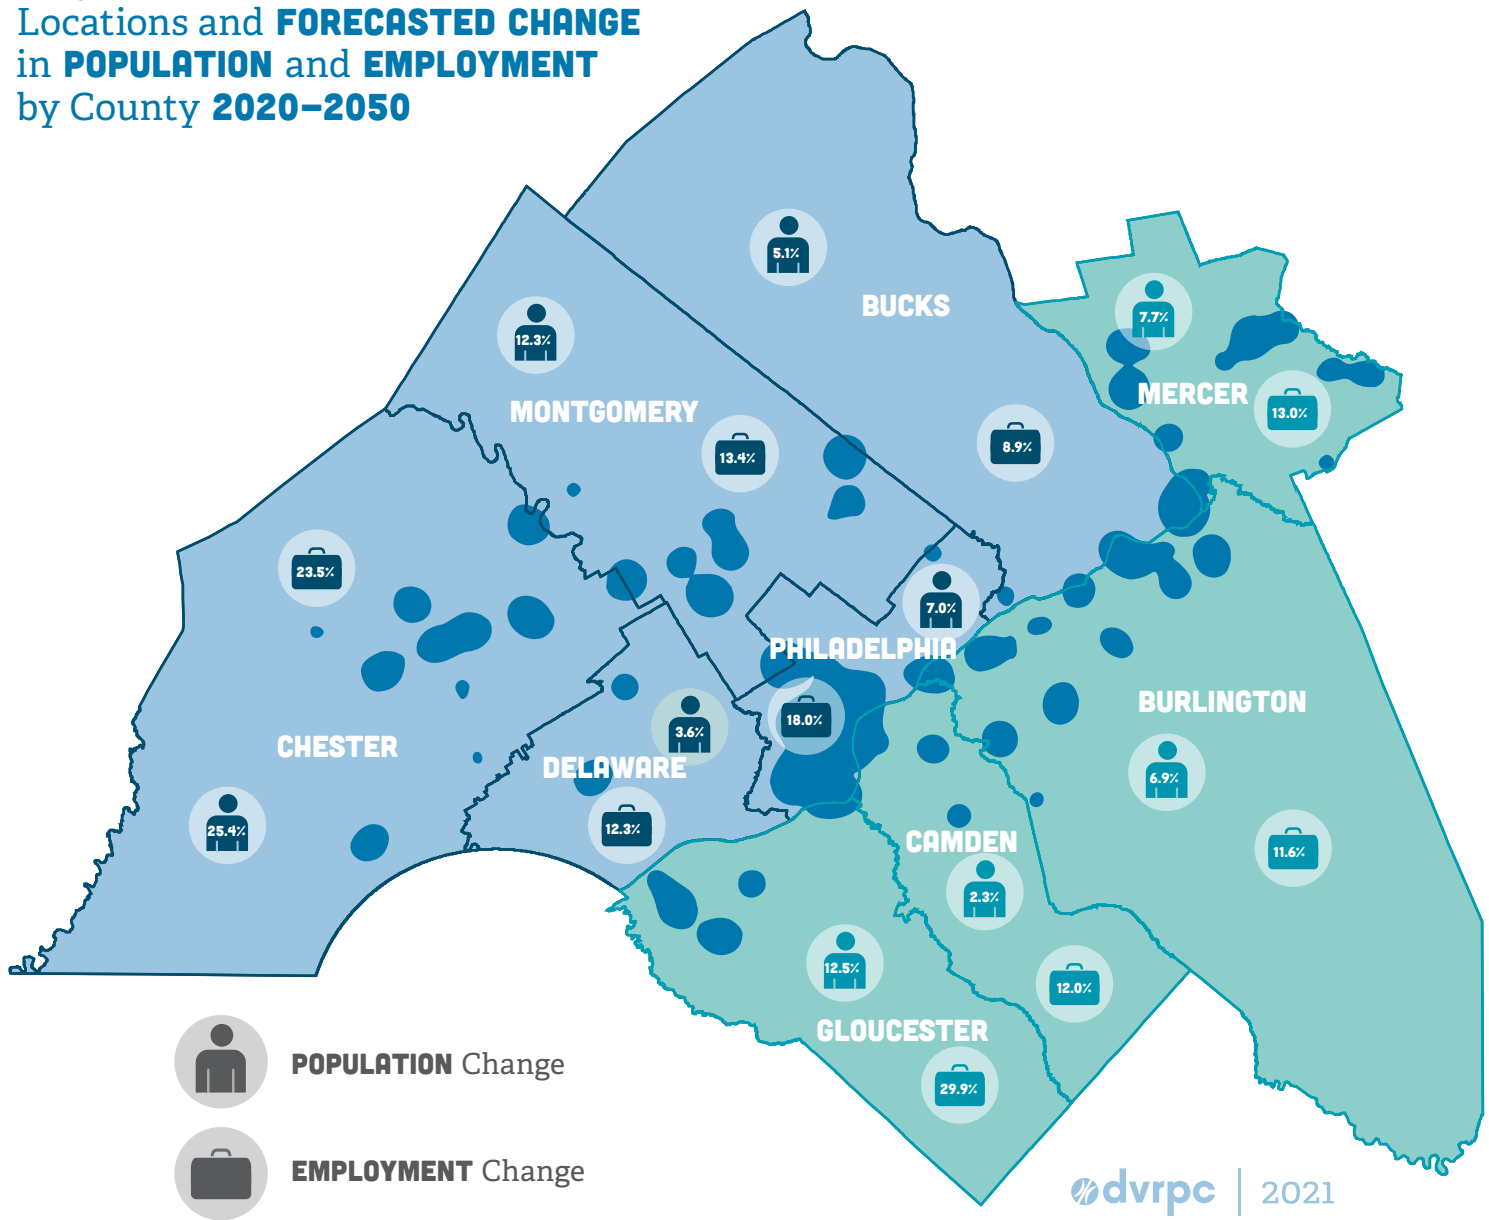 Locations and FORECASTED CHANGE
in POPULATION and EMPLOYMENT
by County 2020–2050
5.1%
BUCKS
7.7%
12.3%
MERCER
13.0%
MONTGOMERY
13.4%
8.9%
23.5%
7.0%
PHILADELPHIA
BURLINGTON
18.0%
3.6%
CHESTER
DELAWARE
6.9%
25.4%
12.3%
CAMDEN
11.6%
2.3%
12.5%
12.0%
GLOUCESTER
29.9%
POPULATION Change
EMPLOYMENT Change
dvrpc | 2021